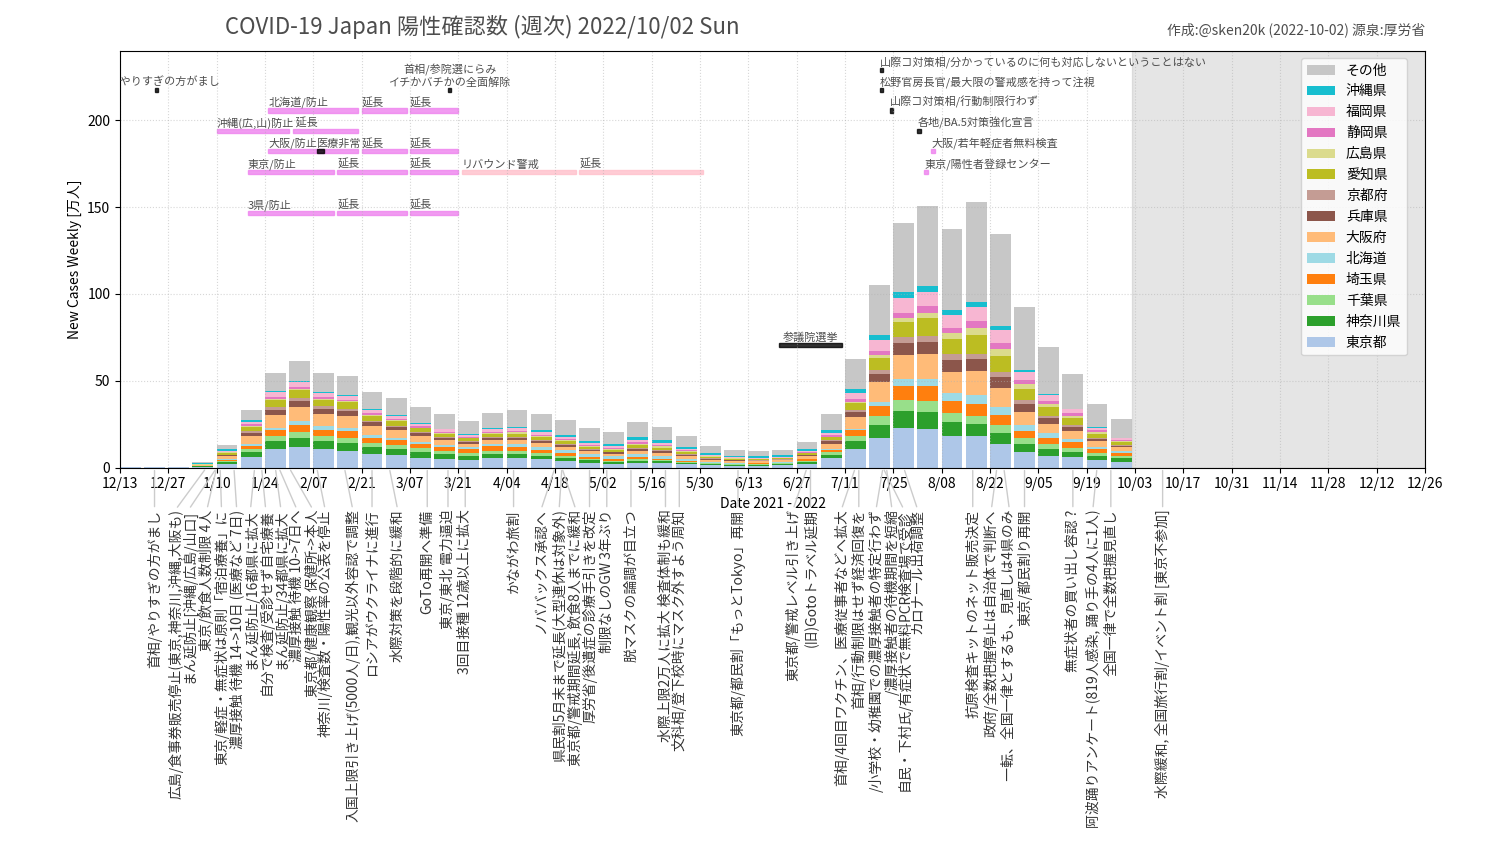 COVID-19 Japan 陽性確認数 (週次) 2022/10/02 Sun
作成:@sken20k (2022-10-02) 源泉:厚労省
New Cases Weekly [万人]
200
150
100
50
0
やりすぎの方がまし
首相/参院選にらみ
イチかバチかの全面解除
北海道/防止
延長
延長
沖縄(広,山)防止
延長
大阪/防止
医療非常
延長
延長
東京/防止
延長
延長
リバウンド警戒
延長
3県/防止
延長
延長
参議院選挙
山際コ対策相/分かっているのに何も対応しないということはない
松野官房長官/最大限の警戒感を持って注視
山際コ対策相/行動制限行わず
各地/BA.5対策強化宣言
大阪/若年軽症者無料検査
東京/陽性者登録センター
その他
沖縄県
福岡県
静岡県
広島県
愛知県
京都府
兵庫県
大阪府
北海道
埼玉県
千葉県
神奈川県
東京都
12/13
12/27
1/10
1/24
2/07
2/21
3/07
3/21
4/04
4/18
5/02
5/16
5/30
6/13
6/27
7/11
7/25
8/08
8/22
9/05
9/19
10/03
10/17
10/31
11/14
11/28
12/12
12/26
Date 2021 - 2022
首相/やりすぎの方がまし
広島/食事券販売停止(東京,神奈川,沖縄,大阪も)
まん延防止[沖縄/広島/山口]
東京/飲食人数制限 4人
東京/軽症・無症状は原則「宿泊療養」に
濃厚接触 待機 14->10日 (医療など 7日)
まん延防止/16都県に拡大
自分で検査/受診せず自宅療養
まん延防止/34都県に拡大
濃厚接触 待機 10->7日へ
東京都/健康観察 保健所->本人
神奈川/検査数・陽性率の公表を停止
入国上限引き上げ(5000人/日),観光以外容認で調整
ロシアがウクライナに進行
水際対策を段階的に緩和
GoTo再開へ準備
東京/東北 電力逼迫
3回目接種 12歳以上に拡大
かながわ旅割
ノババックス承認へ
県民割5月末まで延長(大型連休は対象外)
東京都/警戒期間延長, 飲食8人までに緩和
厚労省/後遺症の診療手引きを改定
制限なしのGW 3年ぶり
脱マスクの論調が目立つ
水際上限2万人に拡大 検査体制も緩和
文科相/登下校時にマスク外すよう周知
東京都/都民割 「もっとTokyo」再開
東京都/警戒レベル引き上げ
(旧)Gotoトラベル延期
首相/4回目ワクチン、医療従事者などへ拡大
首相/行動制限はせず経済回復を
/小学校・幼稚園での濃厚接触者の特定行わず
/濃厚接触者の待機期間を短縮
自民・下村氏/有症状で無料PCR検査場で受診
カロナール出荷調整
抗原検査キットのネット販売決定
政府/全数把握停止は自治体で判断へ
一転、全国一律とするも、見直しは4県のみ
東京/都民割り再開
無症状者の買い出し容認？
阿波踊りアンケート(819人感染, 踊り手の4人に1人)
全国一律で全数把握見直し
水際緩和, 全国旅行割/イベント割 [東京不参加]